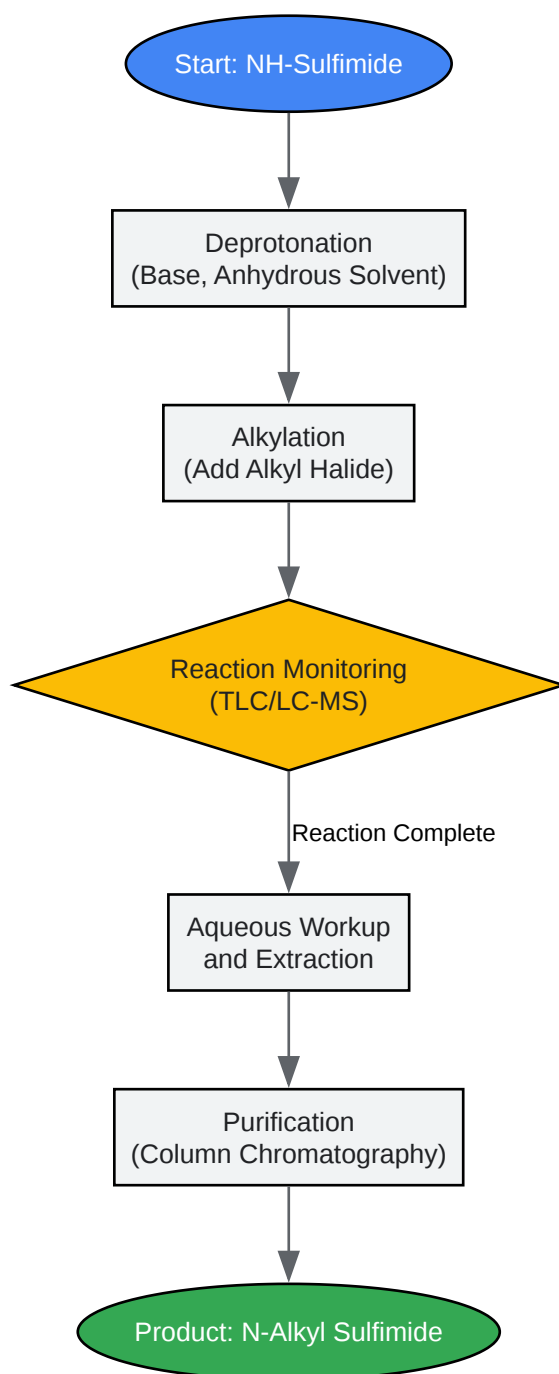 Start: NH-Sulfimide
Deprotonation
(Base, Anhydrous Solvent)
Alkylation
(Add Alkyl Halide)
Reaction Monitoring
(TLC/LC-MS)
Reaction Complete
Aqueous Workup
and Extraction
Purification
(Column Chromatography)
Product: N-Alkyl Sulfimide